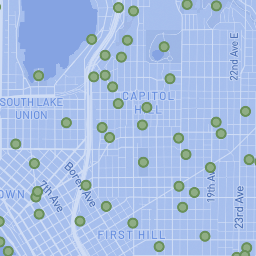 22nd Ave E
CAPITOL
HILL
SOUTH LAKE
UNION
Boren Ave
7th Ave
OWN
19th Ave
23rd Ave
FIRST HILL